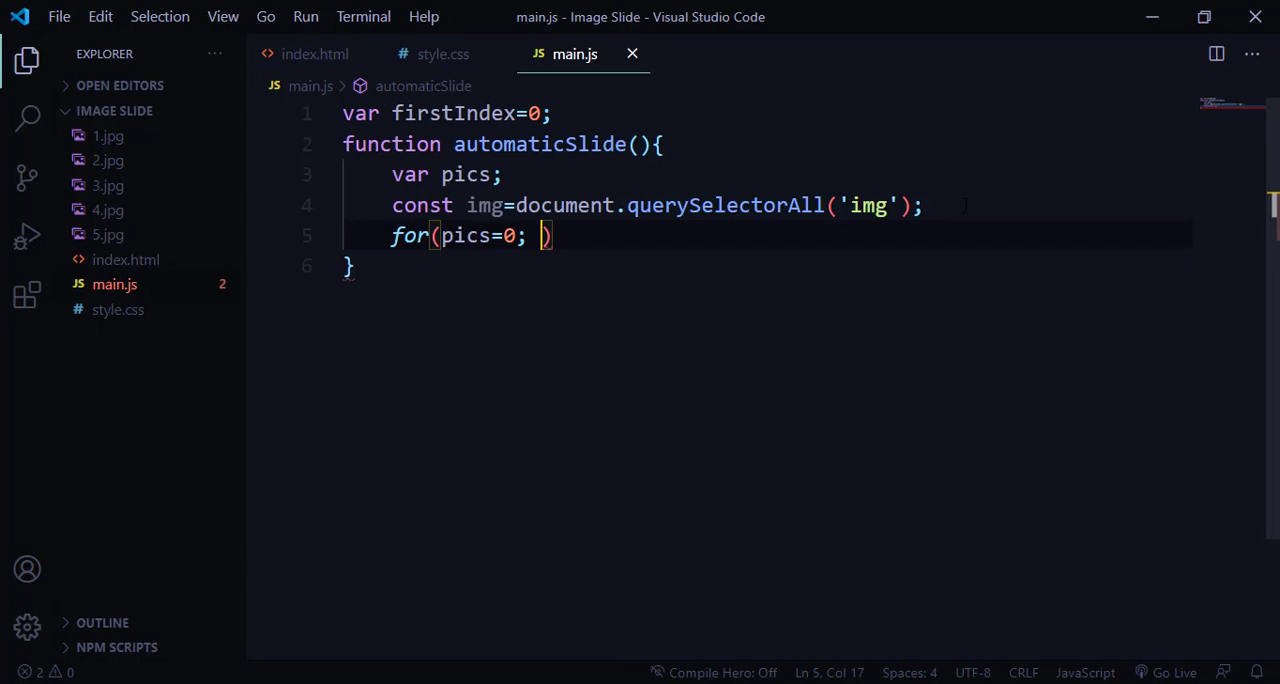 File Edit Selection View Go Run Terminal Help
main.js - Image Slide - Visual Studio Code
EXPLORER ···
OPEN EDITORS
IMAGE SLIDE
1.jpg
2.jpg
3.jpg
4.jpg
5.jpg
index.html
JS main.js 2
# style.css
OUTLINE
NPM SCRIPTS
index.html # style.css JS main.js
JS main.js > automaticSlide
1 var firstIndex=0;
2 function automaticSlide(){
3 var pics;
4 const img=document.querySelectorAll('img');
5 for(pics=0; )
6 }
2 0 Compile Hero: Off Ln 5, Col 17 Spaces: 4 UTF-8 CRLF JavaScript Go Live